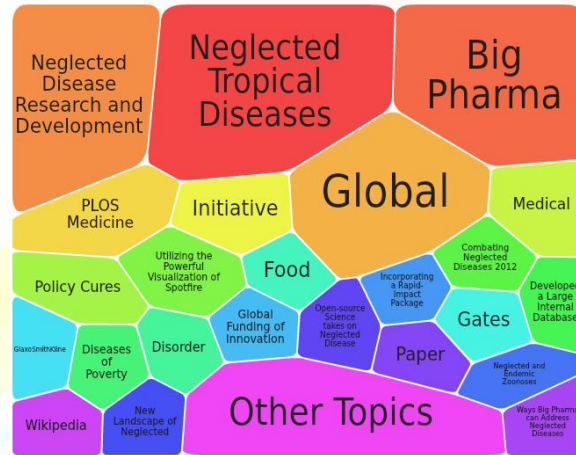 Neglected
Disease
Research and
Development
Neglected
Tropical
Diseases
Big
Pharma
PLOS
Medicine
Initiative
Global
Medical
Policy Cures
Utilizing the
Powerful
Visualization of
Spotfire
Food
Incorporating
a Rapid-
Impact
Package
Combating
Neglected
Diseases 2012
Developed
a Large
Internal
Database
GlaxoSmithKline
Diseases
of
Poverty
Disorder
Global
Funding of
Innovation
Open-source
Science
takes on
Neglected
Disease
Paper
Gates
Neglected and
Endemic
Zoonoses
Wikipedia
New
Landscape of
Neglected
Other Topics
Ways Big Pharma
can Address
Neglected
Diseases